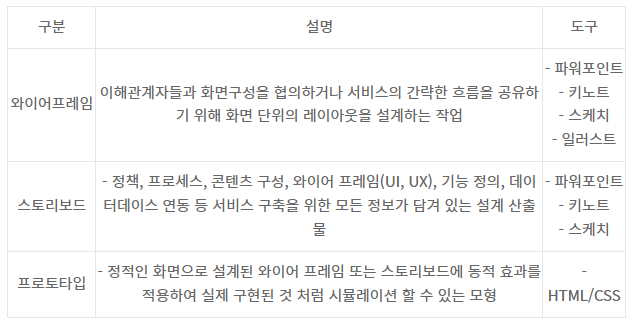 구분 설명 도구
와이어프레임
이해관계자들과 화면구성을 협의하거나 서비스의 간략한 흐름을 공유하
기 위해 화면 단위의 레이아웃을 설계하는 작업
- 파워포인트
- 키노트
- 스케치
- 일러스트
스토리보드
- 정책, 프로세스, 콘텐츠 구성, 와이어 프레임(UI, UX), 기능 정의, 데이
터데이스 연동 등 서비스 구축을 위한 모든 정보가 담겨 있는 설계 산출
물
- 파워포인트
- 키노트
- 스케치
프로토타입
- 정적인 화면으로 설계된 와이어 프레임 또는 스토리보드에 동적 효과를
적용하여 실제 구현된 것 처럼 시뮬레이션 할 수 있는 모형
-
HTML/CSS